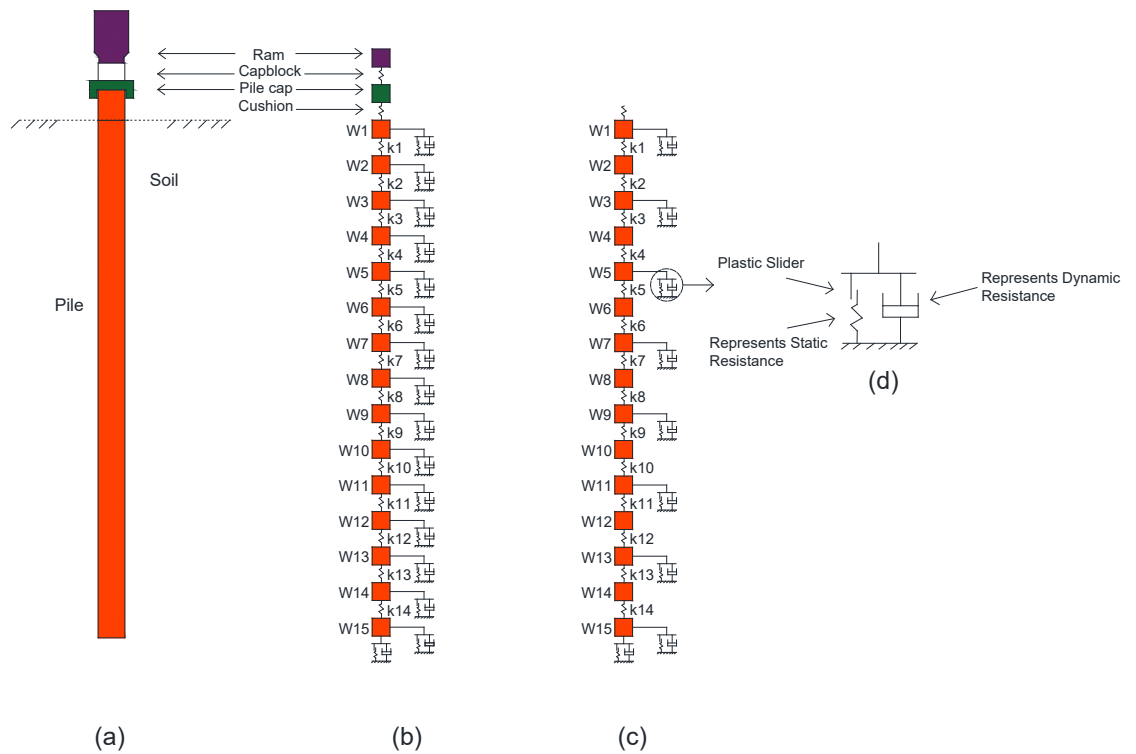 Ram
Capblock
Pile cap
Cushion
Soil
Pile
W1
k1
W2
k2
W3
k3
W4
k4
W5
k5
W6
k6
W7
k7
W8
k8
W9
k9
W10
k10
W11
k11
W12
k12
W13
k13
W14
k14
W15
W1
k1
W2
k2
W3
k3
W4
k4
W5
k5
W6
k6
W7
k7
W8
k8
W9
k9
W10
k10
W11
k11
W12
k12
W13
k13
W14
k14
W15
Plastic Slider
Represents Static
Resistance
Represents Dynamic
Resistance
(d)
(a)
(b)
(c)